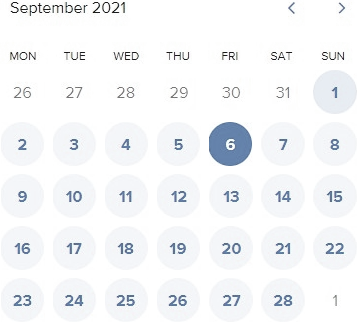 September 2021
MON TUE WED THU FRI SAT SUN
26 27 28 29 30 31 1
2 3 4 5 6 7 8
9 10 11 12 13 14 15
16 17 18 19 20 21 22
23 24 25 26 27 28 1